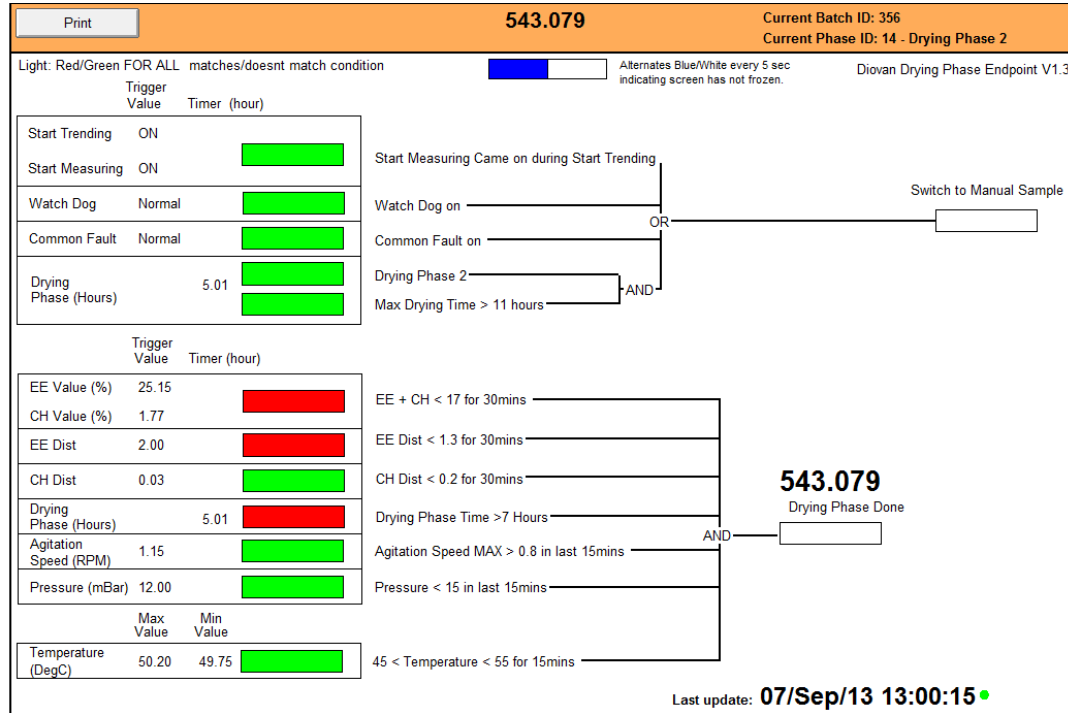 Print
543.079
Current Batch ID: 356
Current Phase ID: 14 - Drying Phase 2
Light: Red/Green FOR ALL matches/doesnt match condition
Alternates Blue/White every 5 sec
indicating screen has not frozen.
Diovan Drying Phase Endpoint V1.3
Trigger
Value Timer (hour)
Start Trending ON
Start Measuring ON
Start Measuring Came on during Start Trending
Watch Dog Normal
Watch Dog on
Common Fault Normal
Common Fault on
OR
Switch to Manual Sample
Drying
Phase (Hours) 5.01
Drying Phase 2
Max Drying Time > 11 hours
AND
Trigger
Value Timer (hour)
EE Value (%) 25.15
CH Value (%) 1.77
EE + CH < 17 for 30mins
EE Dist 2.00
EE Dist < 1.3 for 30mins
CH Dist 0.03
CH Dist < 0.2 for 30mins
Drying
Phase (Hours) 5.01
Drying Phase Time >7 Hours
Agitation
Speed (RPM) 1.15
Agitation Speed MAX > 0.8 in last 15mins
Pressure (mBar) 12.00
Pressure < 15 in last 15mins
AND
543.079
Drying Phase Done
Max
Value
Min
Value
Temperature
(DegC) 50.20 49.75
45 < Temperature < 55 for 15mins
Last update: 07/Sep/13 13:00:15